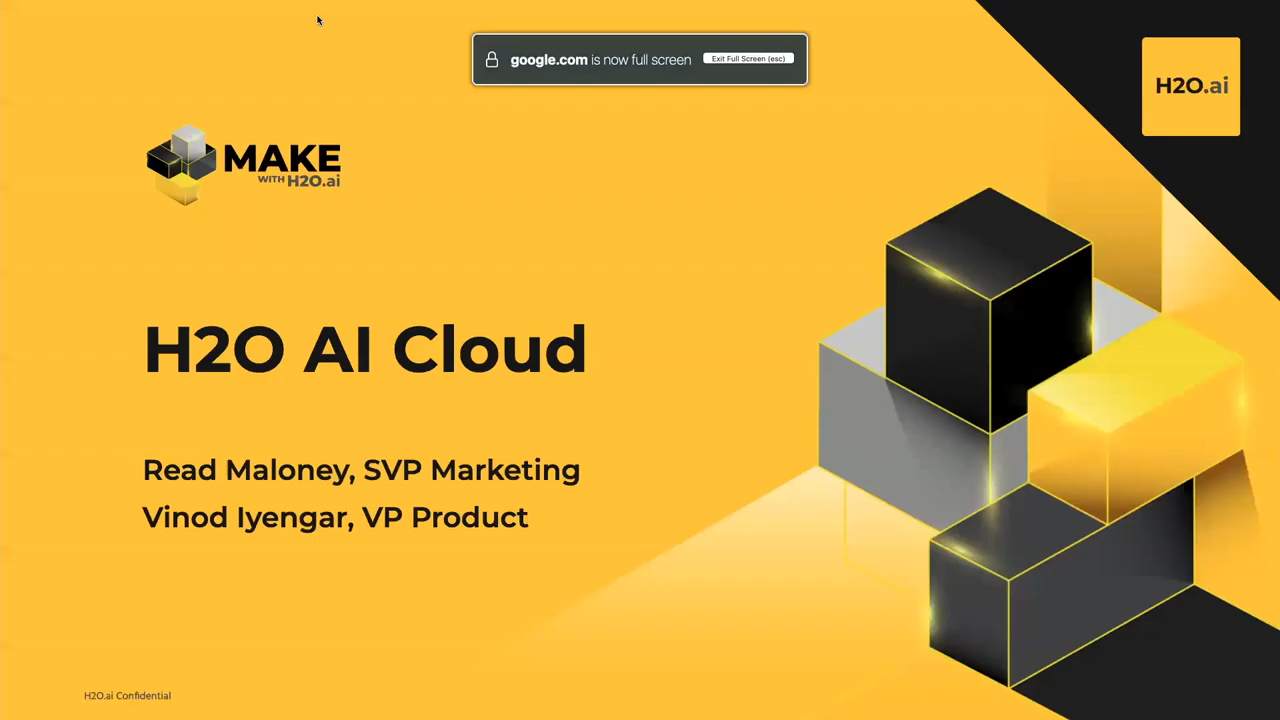 google.com is now full screen Exit Full Screen (esc)
H2O.ai
MAKE
WITH H2O.ai
H2O AI Cloud
Read Maloney, SVP Marketing
Vinod Iyengar, VP Product
H2O.ai Confidential